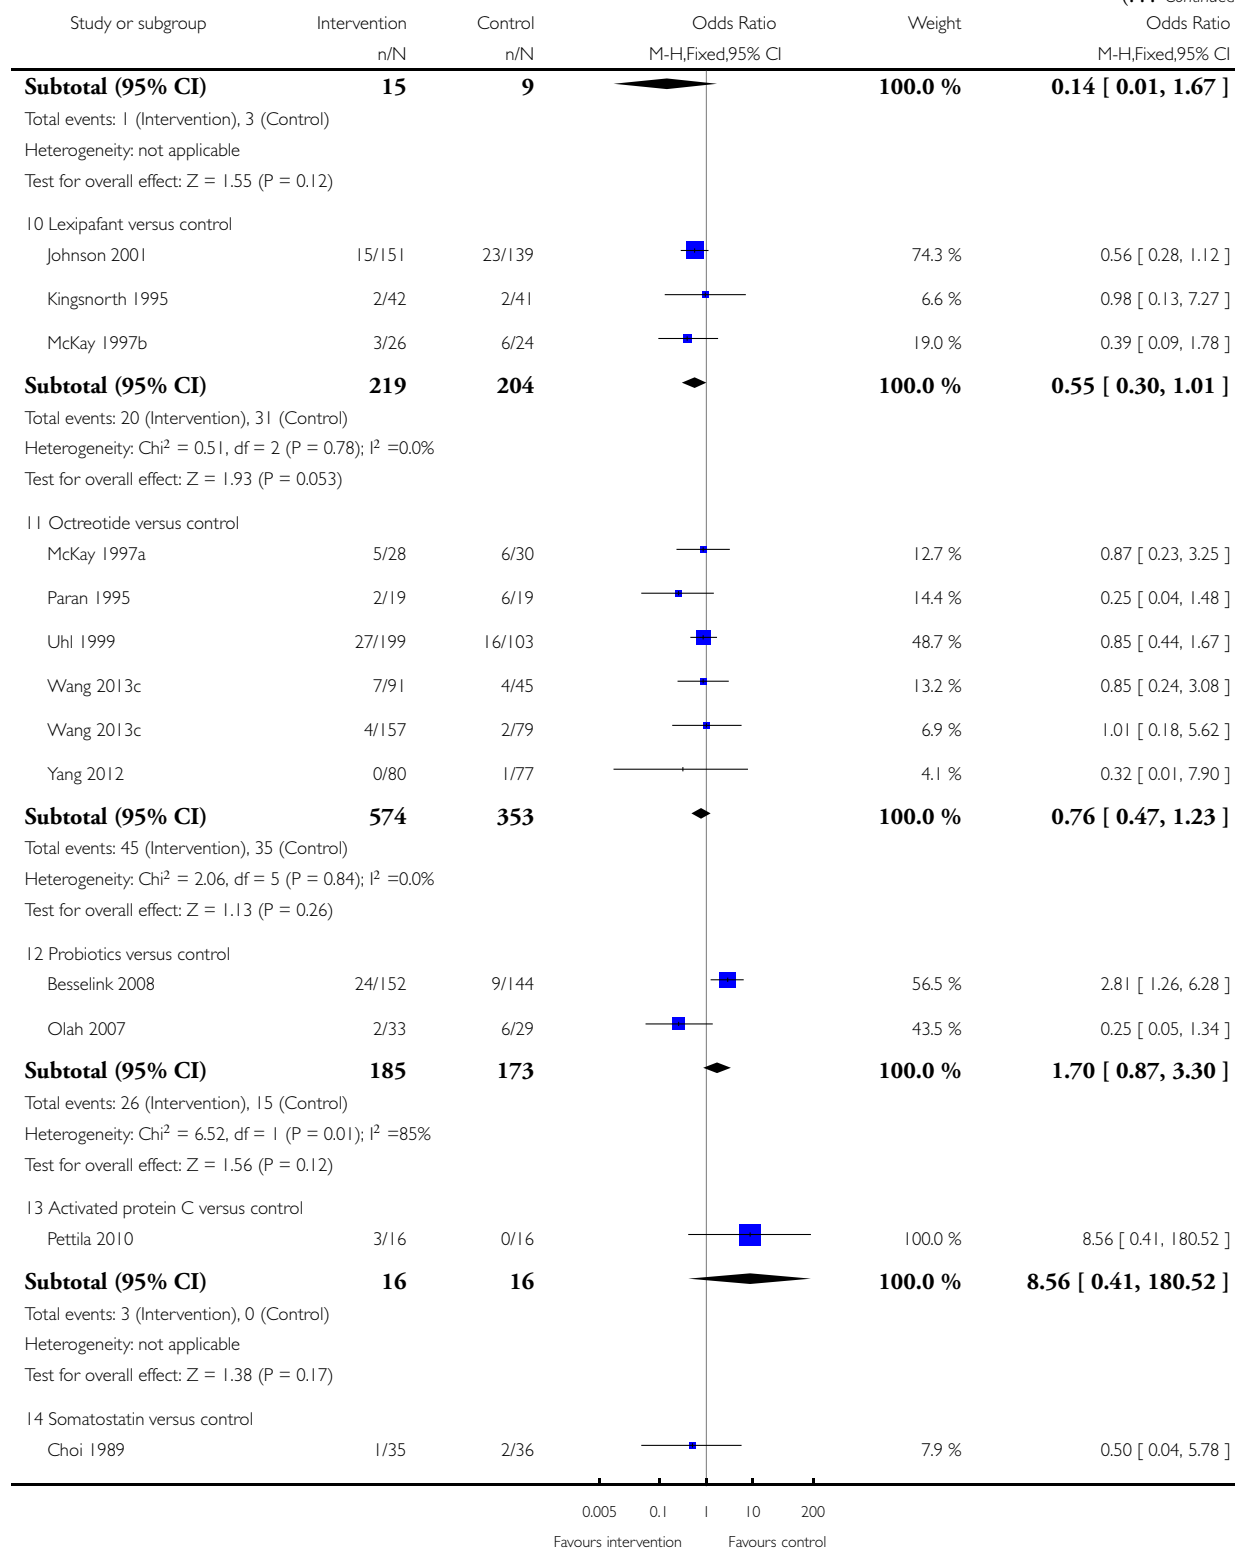 Continued
Study or subgroup Intervention Control Odds Ratio Weight Odds Ratio
n/N n/N M-H,Fixed,95% CI M-H,Fixed,95% CI
Subtotal (95% CI) 15 9 100.0 % 0.14 [ 0.01, 1.67 ]
Total events: 1 (Intervention), 3 (Control)
Heterogeneity: not applicable
Test for overall effect: Z = 1.55 (P = 0.12)
10 Lexipafant versus control
Johnson 2001 15/151 23/139 74.3 % 0.56 [ 0.28, 1.12 ]
Kingsnorth 1995 2/42 2/41 6.6 % 0.98 [ 0.13, 7.27 ]
McKay 1997b 3/26 6/24 19.0 % 0.39 [ 0.09, 1.78 ]
Subtotal (95% CI) 219 204 100.0 % 0.55 [ 0.30, 1.01 ]
Total events: 20 (Intervention), 31 (Control)
Heterogeneity: Chi² = 0.51, df = 2 (P = 0.78); I² =0.0%
Test for overall effect: Z = 1.93 (P = 0.053)
11 Octreotide versus control
McKay 1997a 5/28 6/30 12.7 % 0.87 [ 0.23, 3.25 ]
Paran 1995 2/19 6/19 14.4 % 0.25 [ 0.04, 1.48 ]
Uhl 1999 27/199 16/103 48.7 % 0.85 [ 0.44, 1.67 ]
Wang 2013c 7/91 4/45 13.2 % 0.85 [ 0.24, 3.08 ]
Wang 2013c 4/157 2/79 6.9 % 1.01 [ 0.18, 5.62 ]
Yang 2012 0/80 1/77 4.1 % 0.32 [ 0.01, 7.90 ]
Subtotal (95% CI) 574 353 100.0 % 0.76 [ 0.47, 1.23 ]
Total events: 45 (Intervention), 35 (Control)
Heterogeneity: Chi² = 2.06, df = 5 (P = 0.84); I² =0.0%
Test for overall effect: Z = 1.13 (P = 0.26)
12 Probiotics versus control
Besselink 2008 24/152 9/144 56.5 % 2.81 [ 1.26, 6.28 ]
Olah 2007 2/33 6/29 43.5 % 0.25 [ 0.05, 1.34 ]
Subtotal (95% CI) 185 173 100.0 % 1.70 [ 0.87, 3.30 ]
Total events: 26 (Intervention), 15 (Control)
Heterogeneity: Chi² = 6.52, df = 1 (P = 0.01); I² =85%
Test for overall effect: Z = 1.56 (P = 0.12)
13 Activated protein C versus control
Pettila 2010 3/16 0/16 100.0 % 8.56 [ 0.41, 180.52 ]
Subtotal (95% CI) 16 16 100.0 % 8.56 [ 0.41, 180.52 ]
Total events: 3 (Intervention), 0 (Control)
Heterogeneity: not applicable
Test for overall effect: Z = 1.38 (P = 0.17)
14 Somatostatin versus control
Choi 1989 1/35 2/36 7.9 % 0.50 [ 0.04, 5.78 ]
0.005 0.1 1 10 200
Favours intervention Favours control